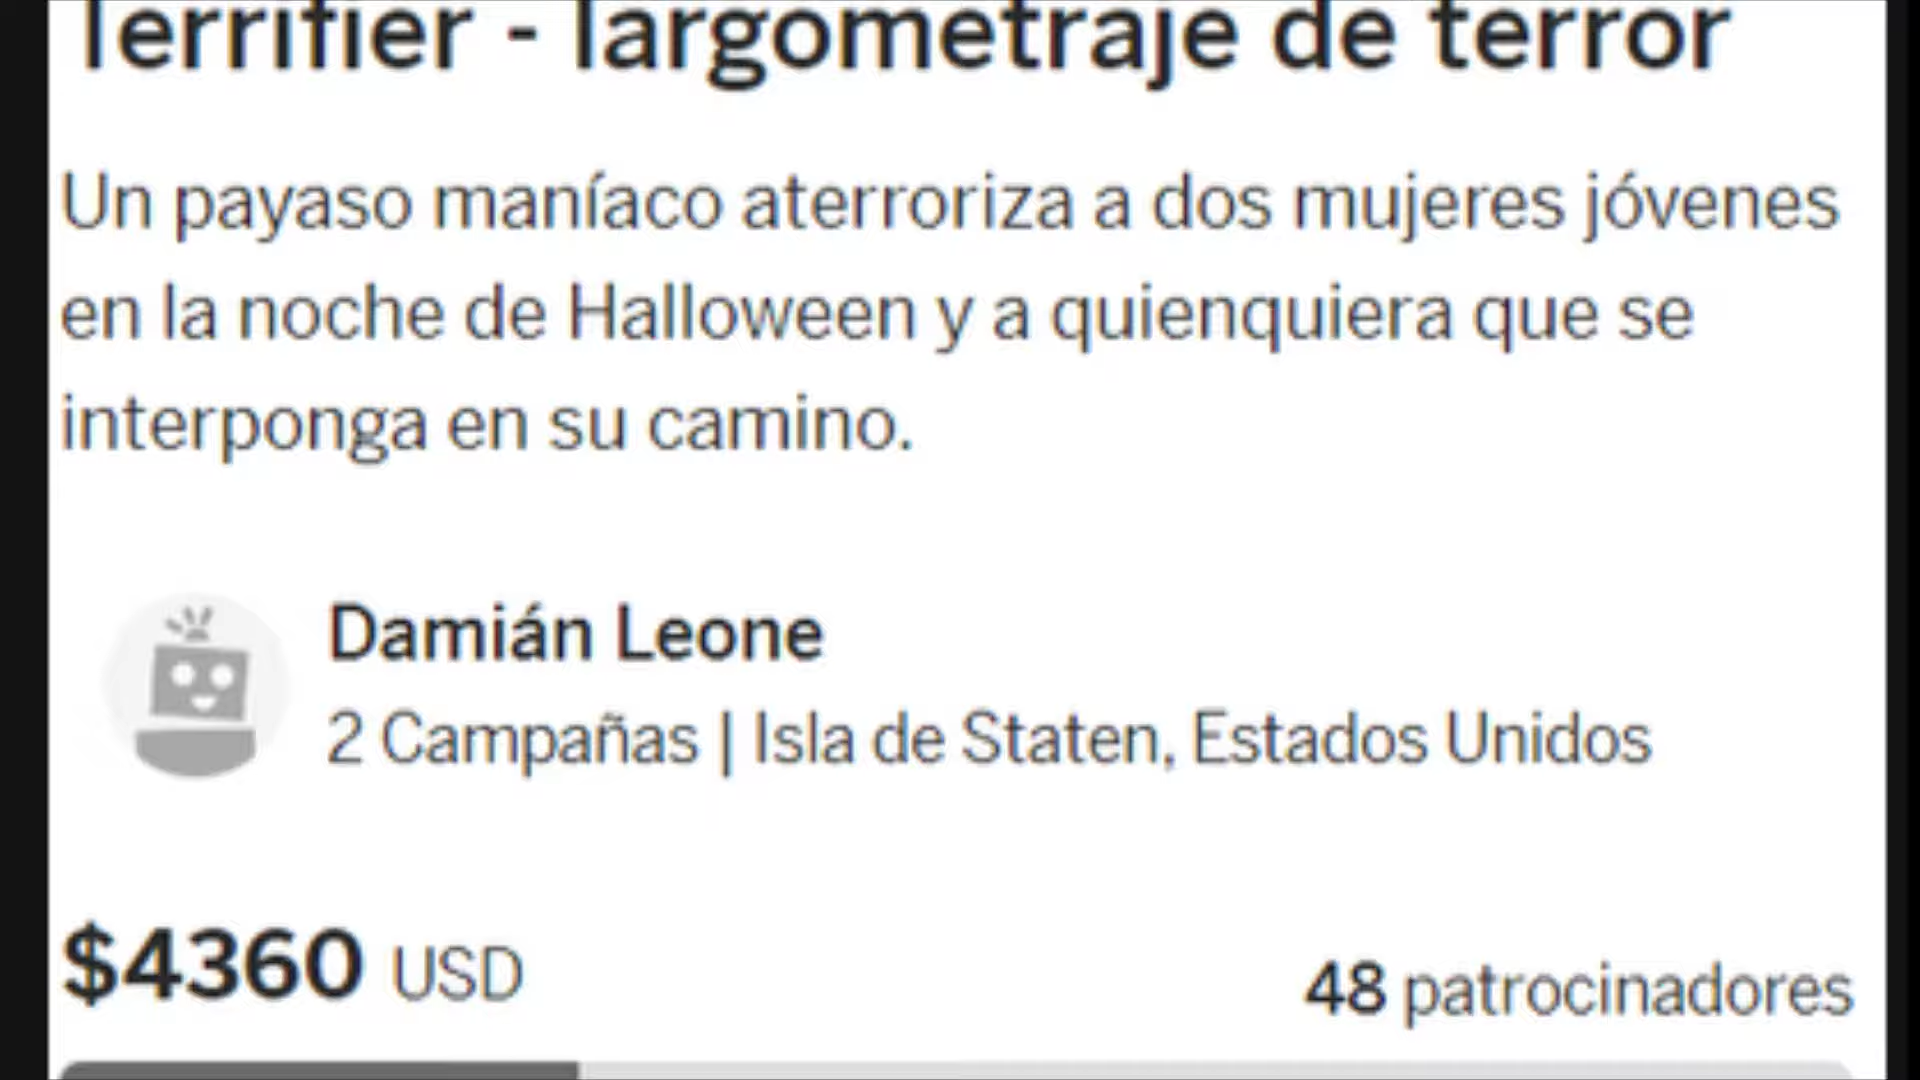 Terrifier - largometraje de terror
Un payaso maníaco aterroriza a dos mujeres jóvenes
en la noche de Halloween y a quienquiera que se
interponga en su camino.
Damián Leone
2 Campañas | Isla de Staten, Estados Unidos
$4360 USD
48 patrocinadores